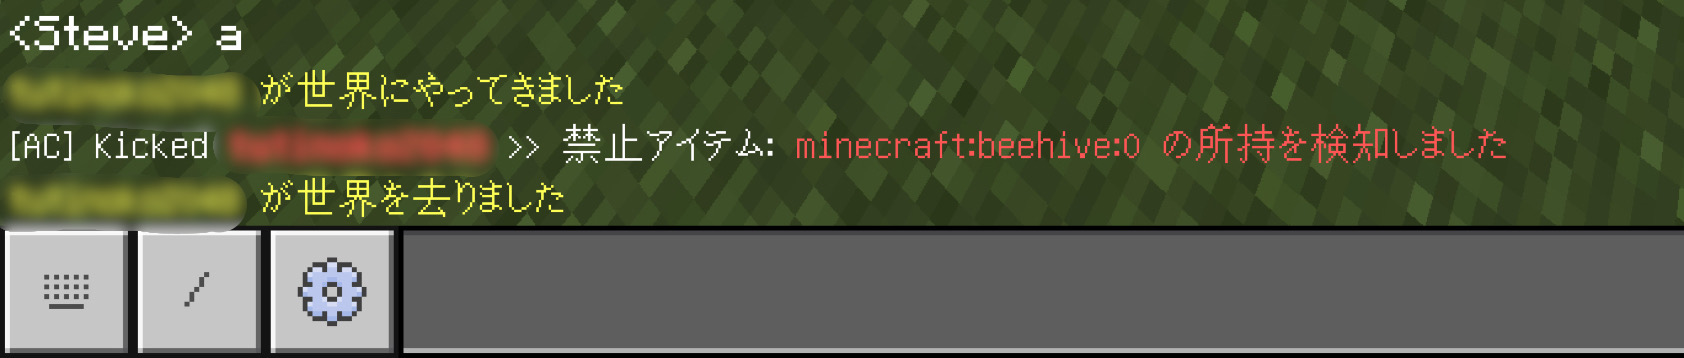 <Steve> a
が世界にやってきました
[AC] Kicked >> 禁止アイテム: minecraft:beehive:0 の所持を検知しました
が世界を去りました
/